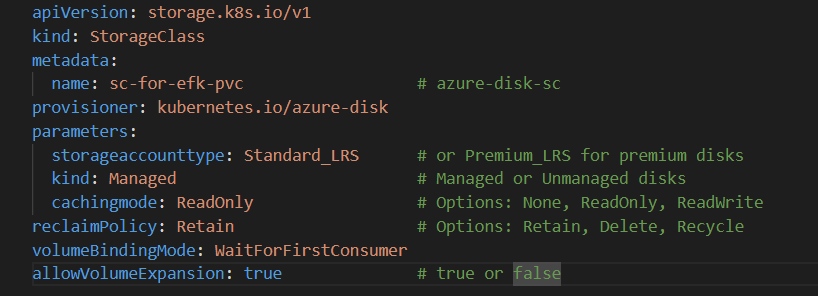 apiVersion: storage.k8s.io/v1
kind: StorageClass
metadata:
  name: sc-for-efk-pvc                  # azure-disk-sc
provisioner: kubernetes.io/azure-disk
parameters:
  storageaccounttype: Standard_LRS      # or Premium_LRS for premium disks
  kind: Managed                         # Managed or Unmanaged disks
  cachingmode: ReadOnly                 # Options: None, ReadOnly, ReadWrite
reclaimPolicy: Retain                   # Options: Retain, Delete, Recycle
volumeBindingMode: WaitForFirstConsumer
allowVolumeExpansion: true              # true or false